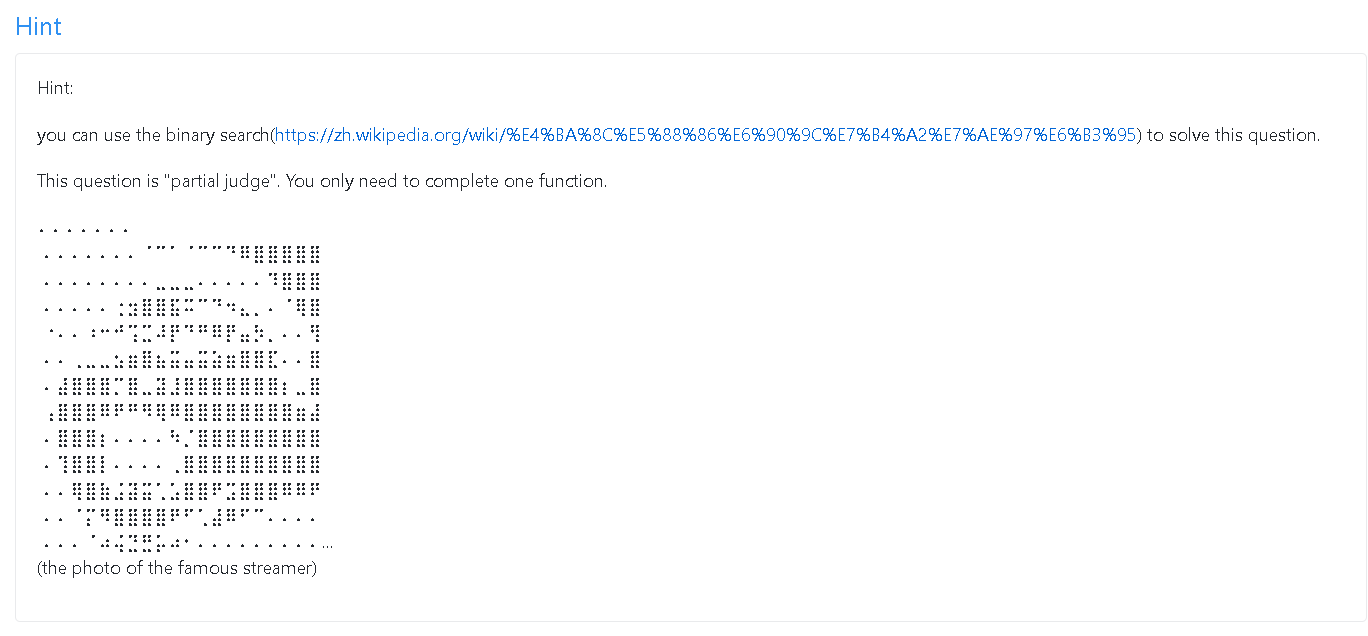 Hint
Hint:
you can use the binary search(https://zh.wikipedia.org/wiki/%E4%BA%8C%E5%88%86%E6%90%9C%E7%B4%A2%E7%AE%97%E6%B3%95) to solve this question.
This question is "partial judge". You only need to complete one function.
(the photo of the famous streamer)